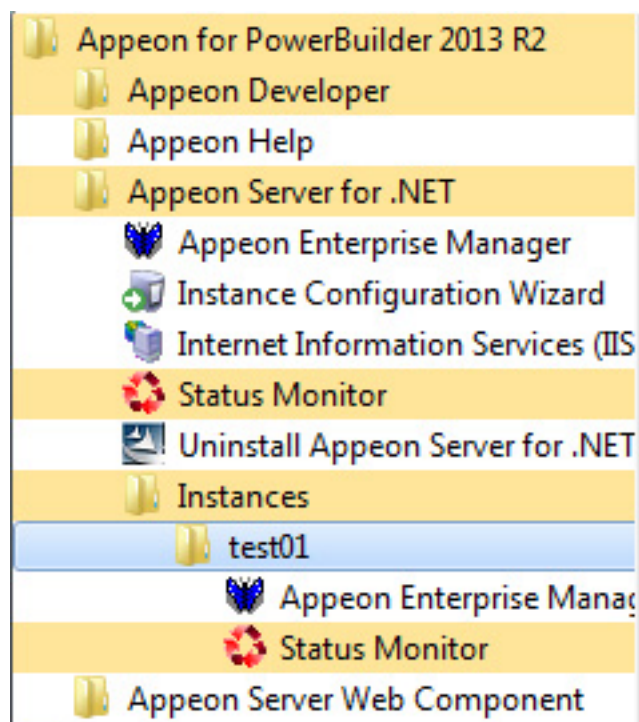 Appeon for PowerBuilder 2013 R2
Appeon Developer
Appeon Help
Appeon Server for .NET
Appeon Enterprise Manager
Instance Configuration Wizard
Internet Information Services (IIS
Status Monitor
Uninstall Appeon Server for .NET
Instances
test01
Appeon Enterprise Manag
Status Monitor
Appeon Server Web Component